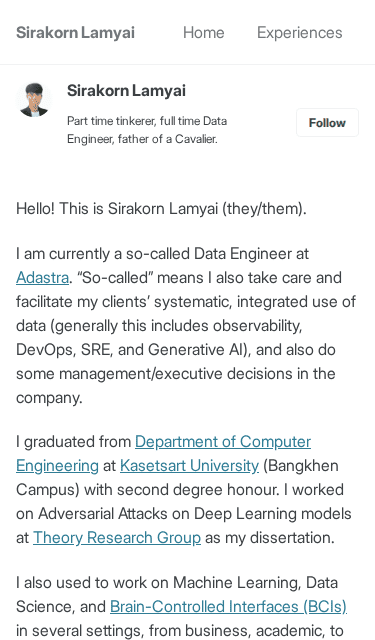 Sirakorn Lamyai Home Experiences
Sirakorn Lamyai
Part time tinkerer, full time Data
Engineer, father of a Cavalier.
Follow
Hello! This is Sirakorn Lamyai (they/them).
I am currently a so-called Data Engineer at
Adastra. “So-called” means I also take care and
facilitate my clients’ systematic, integrated use of
data (generally this includes observability,
DevOps, SRE, and Generative AI), and also do
some management/executive decisions in the
company.
I graduated from Department of Computer
Engineering at Kasetsart University (Bangkhen
Campus) with second degree honour. I worked
on Adversarial Attacks on Deep Learning models
at Theory Research Group as my dissertation.
I also used to work on Machine Learning, Data
Science, and Brain-Controlled Interfaces (BCIs)
in several settings, from business, academic, to